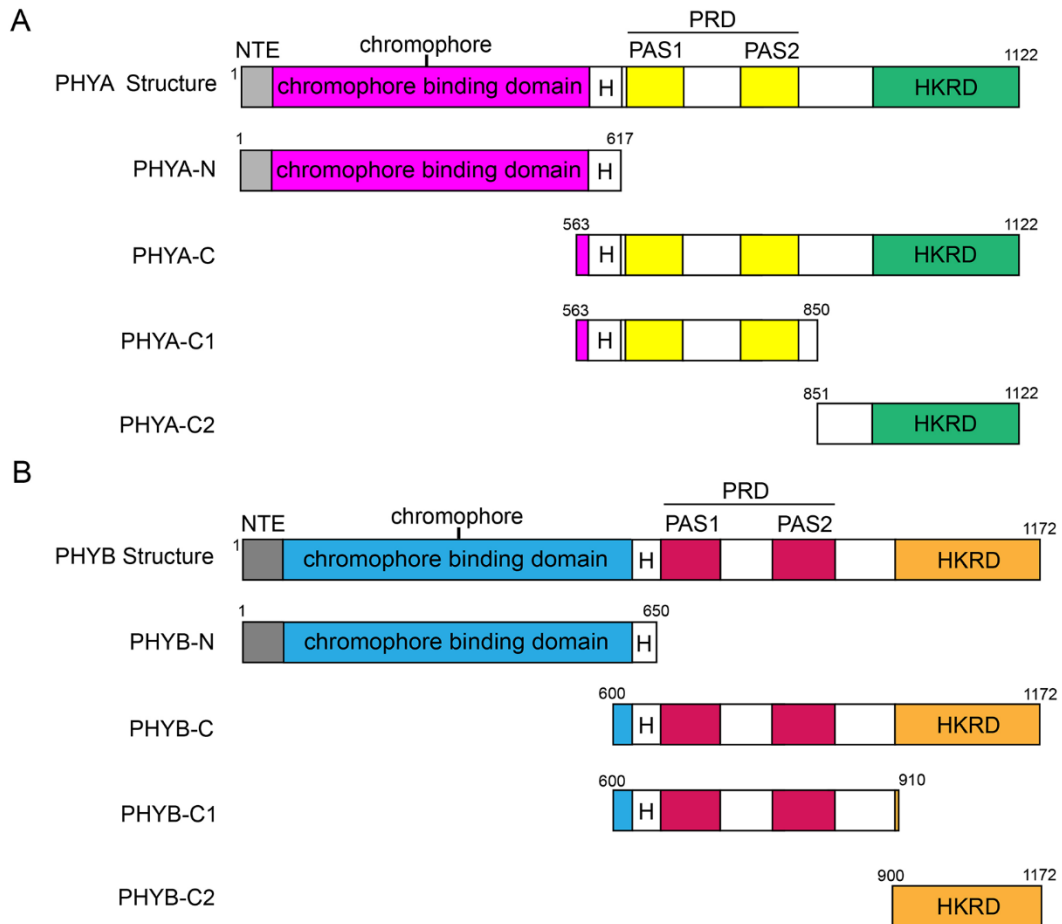 A
PRD
chromophore
NTE PAS1 PAS2
1 1122
PHYA Structure chromophore binding domain H HKRD
1 617
PHYA-N chromophore binding domain H
563 1122
PHYA-C H HKRD
563 850
PHYA-C1 H
851 1122
PHYA-C2 HKRD
B
PRD
chromophore
NTE PAS1 PAS2
1 1172
PHYB Structure chromophore binding domain H HKRD
1 650
PHYB-N chromophore binding domain H
600 1172
PHYB-C H HKRD
600 910
PHYB-C1 H
900 1172
PHYB-C2 HKRD